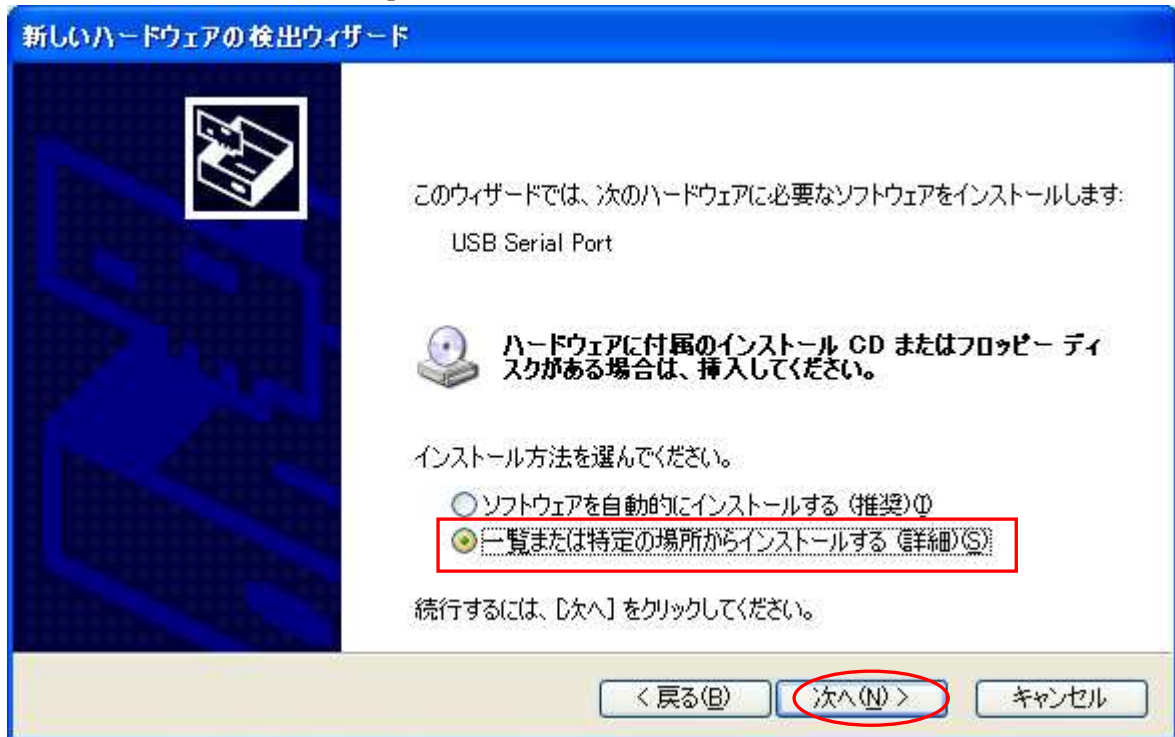 新しいハードウェアの検出ウィザード
このウィザードでは、次のハードウェアに必要なソフトウェアをインストールします:
USB Serial Port
ハードウェアに付属のインストール CD またはフロッピー ディ
スクがある場合は、挿入してください。
インストール方法を選んでください。
ソフトウェアを自動的にインストールする (推奨)(I)
一覧または特定の場所からインストールする (詳細)(S)
続行するには、[次へ] をクリックしてください。
< 戻る(B) 次へ(N) > キャンセル